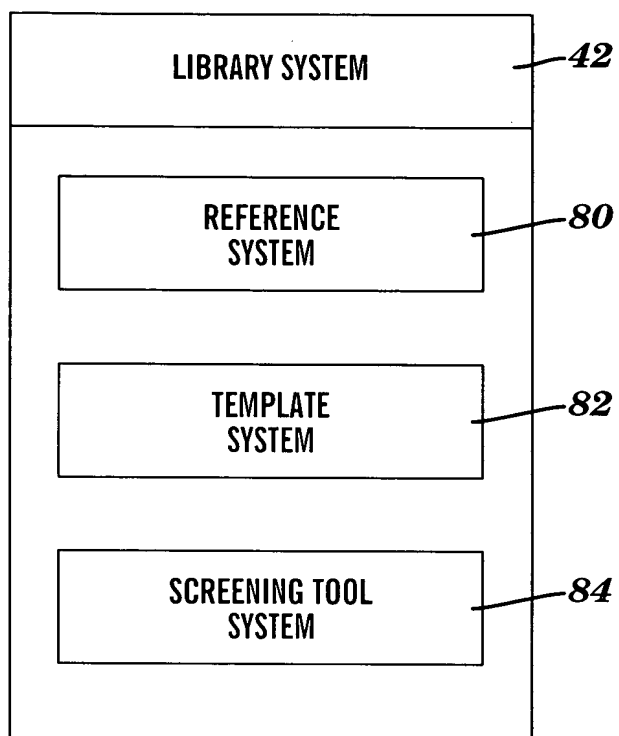 LIBRARY SYSTEM
42
REFERENCE
SYSTEM
80
TEMPLATE
SYSTEM
82
SCREENING TOOL
SYSTEM
84